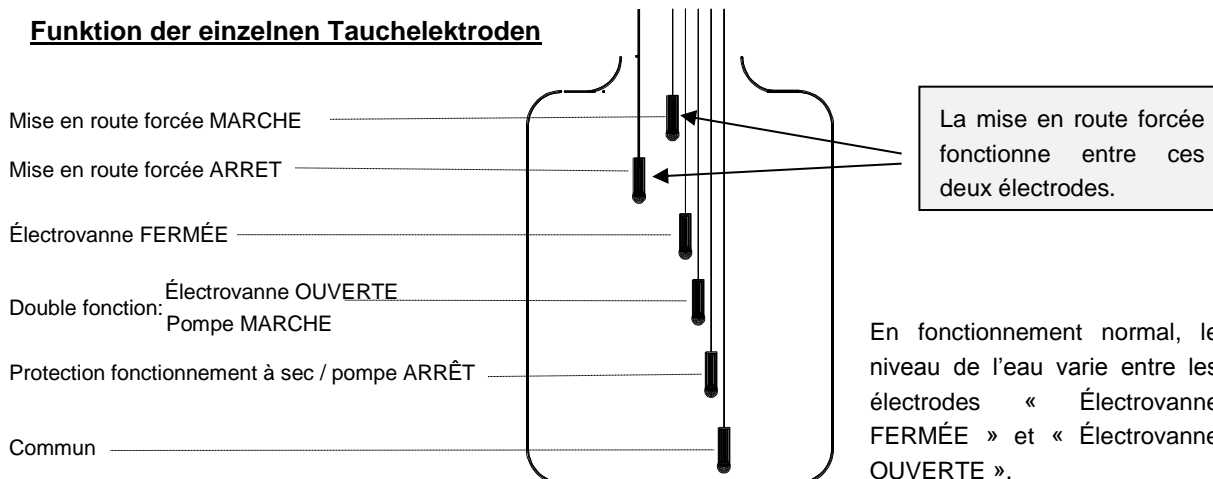 Funktion der einzelnen Tauchelektroden
Mise en route forcée MARCHE
Mise en route forcée ARRET
Électrovanne FERMÉE
Double fonction: Électrovanne OUVERTE
Pompe MARCHE
Protection fonctionnement à sec / pompe ARRÊT
Commun
La mise en route forcée
fonctionne entre ces
deux électrodes.
En fonctionnement normal, le
niveau de l’eau varie entre les
électrodes « Électrovanne
FERMÉE » et « Électrovanne
OUVERTE ».